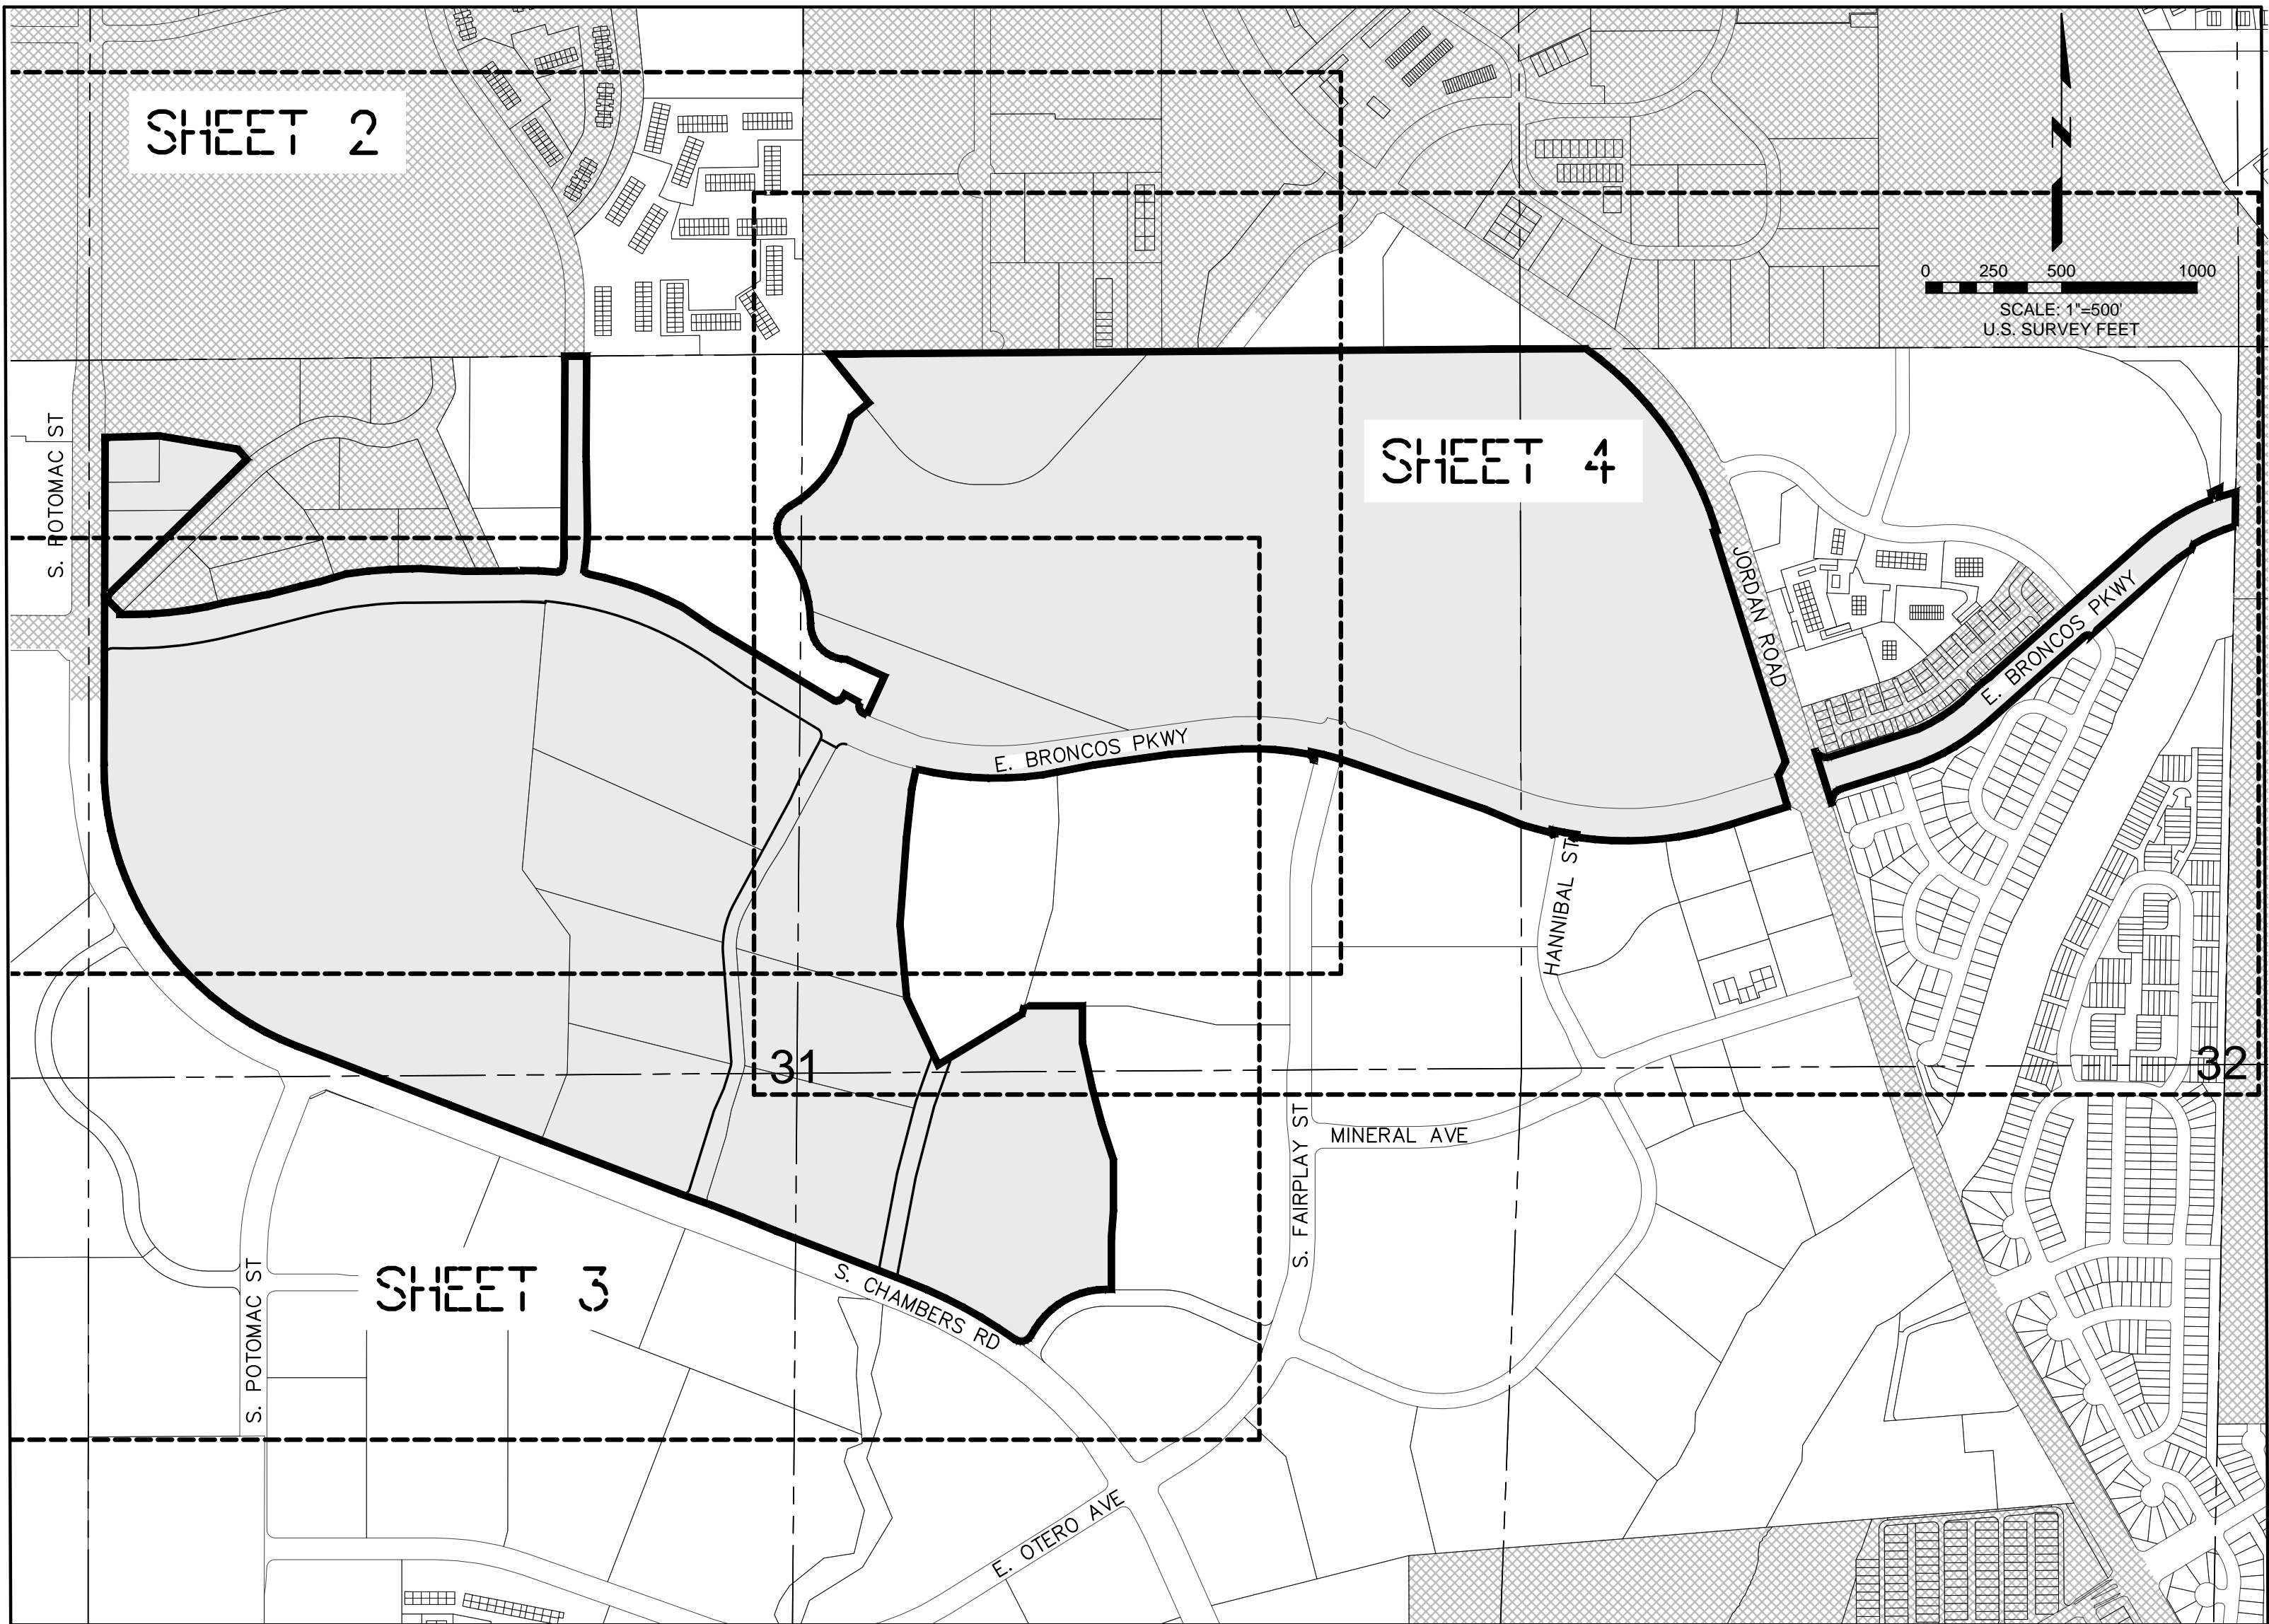 SHEET 2
N
0 250 500 1000
SCALE: 1"=500'
U.S. SURVEY FEET
S. POTOMAC ST
SHEET 4
JORDAN ROAD
E. BRONCOS PKWY
E. BRONCOS PKWY
HANNIBAL ST
31
32
S. FAIRPLAY ST
MINERAL AVE
S. POTOMAC ST
SHEET 3
S. CHAMBERS RD
E. OTERO AVE